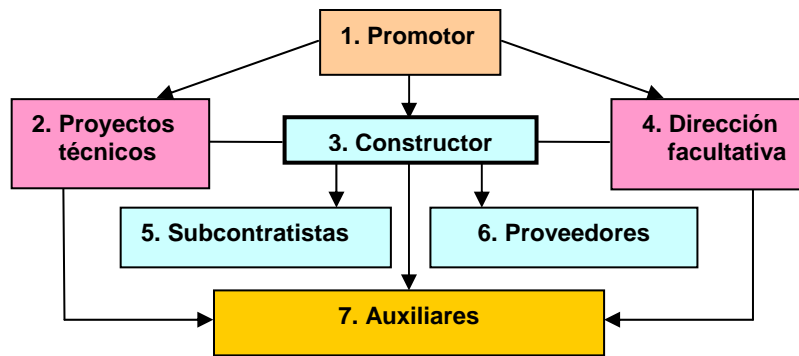 1. Promotor
2. Proyectos
técnicos
3. Constructor
4. Dirección
facultativa
5. Subcontratistas
6. Proveedores
7. Auxiliares